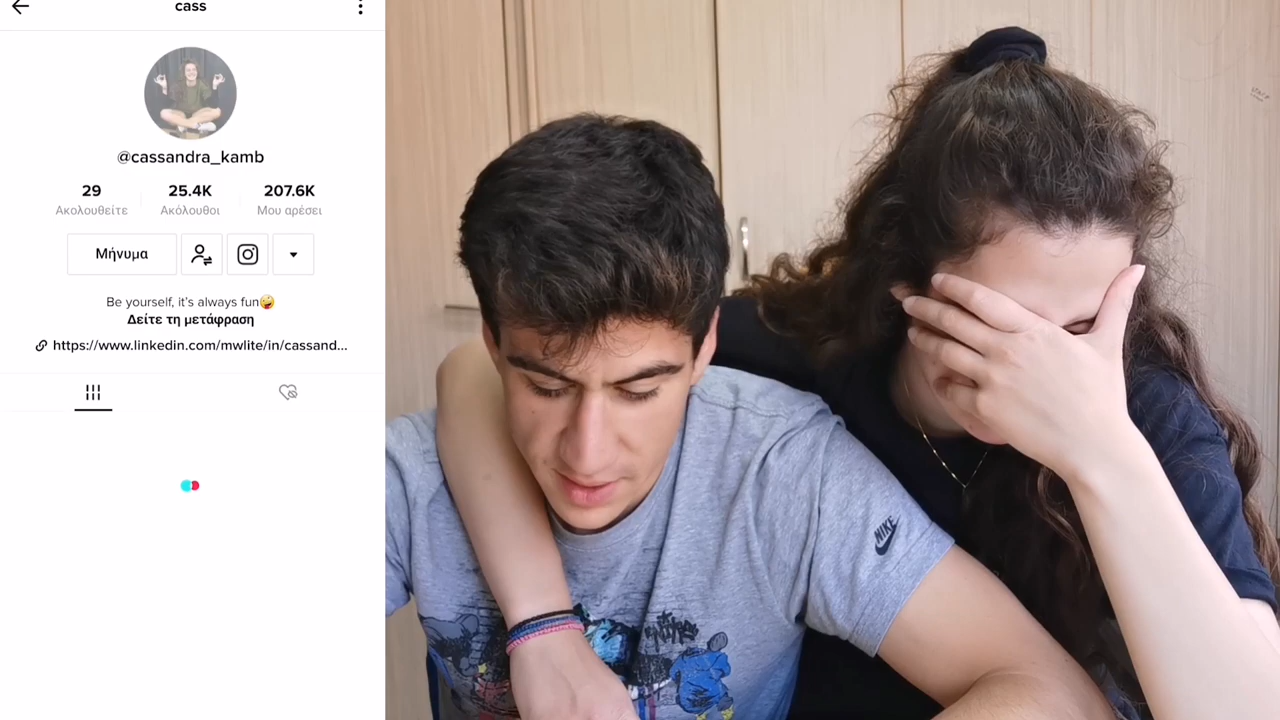 cass
@cassandra_kamb
29 25.4K 207.6K
Ακολουθείτε Ακόλουθοι Μου αρέσει
Μήνυμα
Be yourself, it's always fun🤪
Δείτε τη μετάφραση
https://www.linkedin.com/mwlite/in/cassand...
NIKE